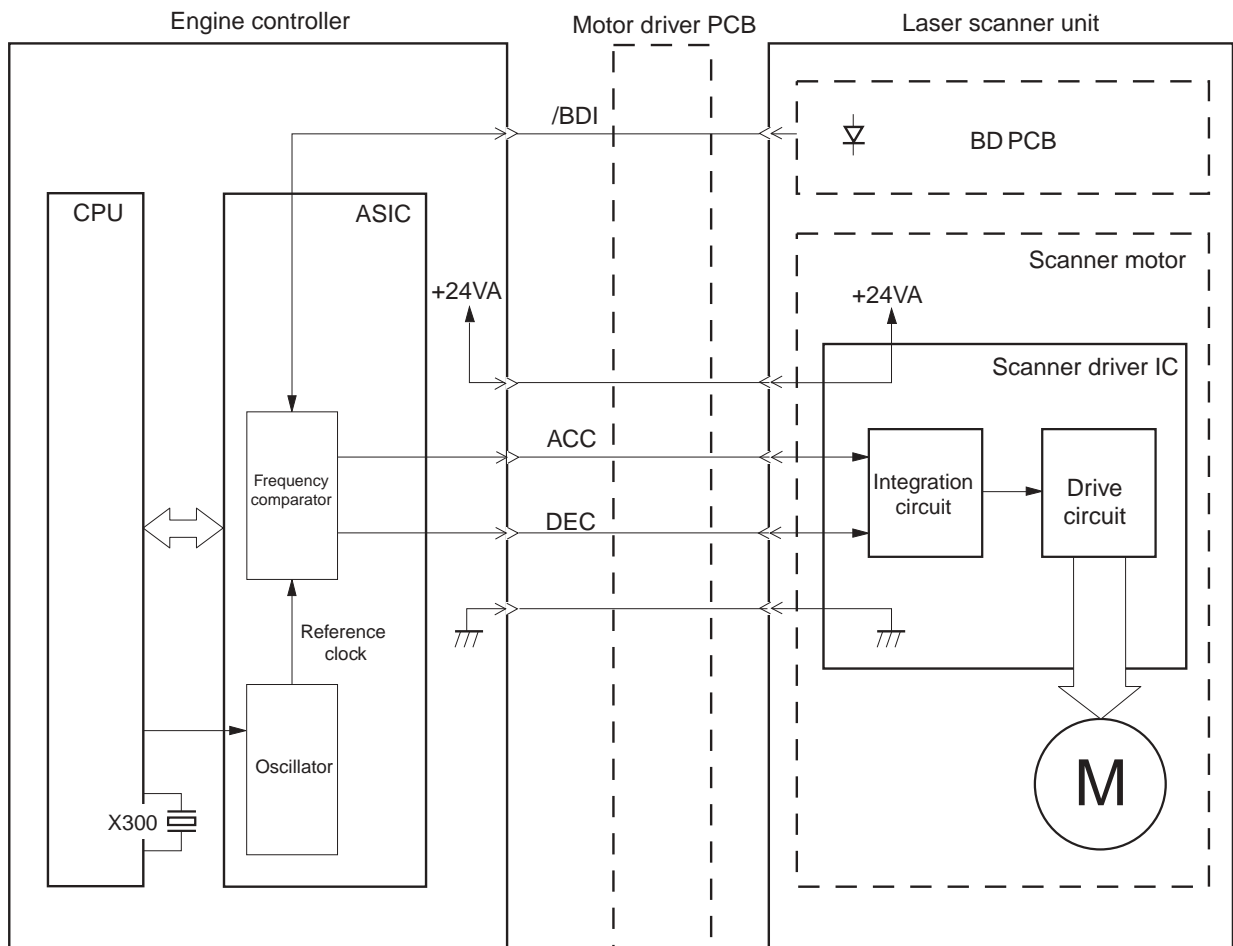 Engine controller
Motor driver PCB
Laser scanner unit
/BDI
BD PCB
CPU
ASIC
Scanner motor
+24VA
+24VA
Scanner driver IC
ACC
Frequency
comparator
Integration
circuit
Drive
circuit
DEC
Reference
clock
Oscillator
X300
M